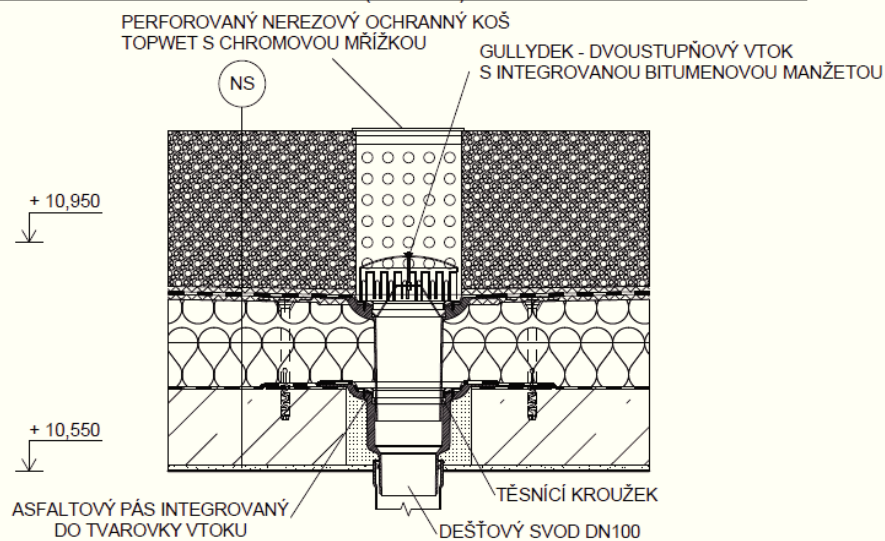 PERFOROVANÝ NEREZOVÝ OCHRANNÝ KOŠ
TOPWET S CHROMOVOU MŘÍŽKOU
GULLYDEK - DVOUSTUPŇOVÝ VTOK
S INTEGROVANOU BITUMENOVOU MANŽETOU
NS
+ 10,950
+ 10,550
TĚSNÍCÍ KROUŽEK
ASFALTOVÝ PÁS INTEGROVANÝ
DO TVAROVKY VTOKU
DEŠŤOVÝ SVOD DN100